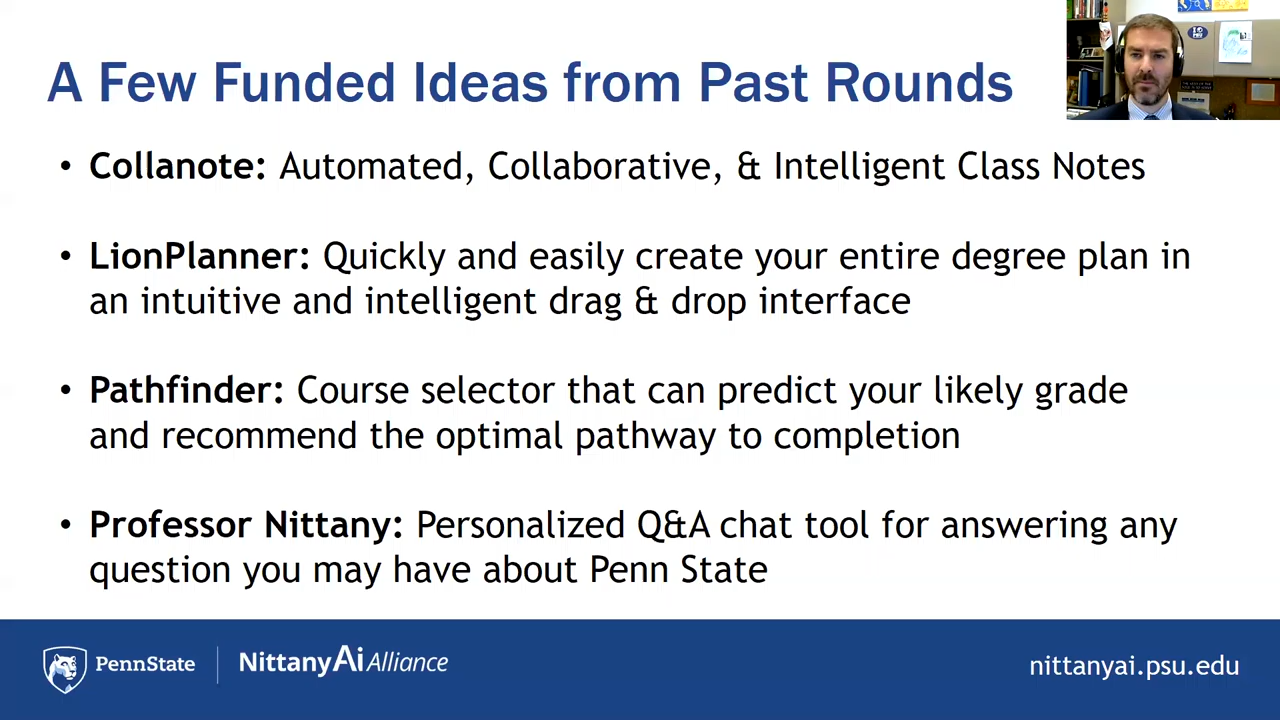 A Few Funded Ideas from Past Rounds
• Collanote: Automated, Collaborative, & Intelligent Class Notes
• LionPlanner: Quickly and easily create your entire degree plan in
an intuitive and intelligent drag & drop interface
• Pathfinder: Course selector that can predict your likely grade
and recommend the optimal pathway to completion
• Professor Nittany: Personalized Q&A chat tool for answering any
question you may have about Penn State
PennState
NittanyAi Alliance
nittanyai.psu.edu